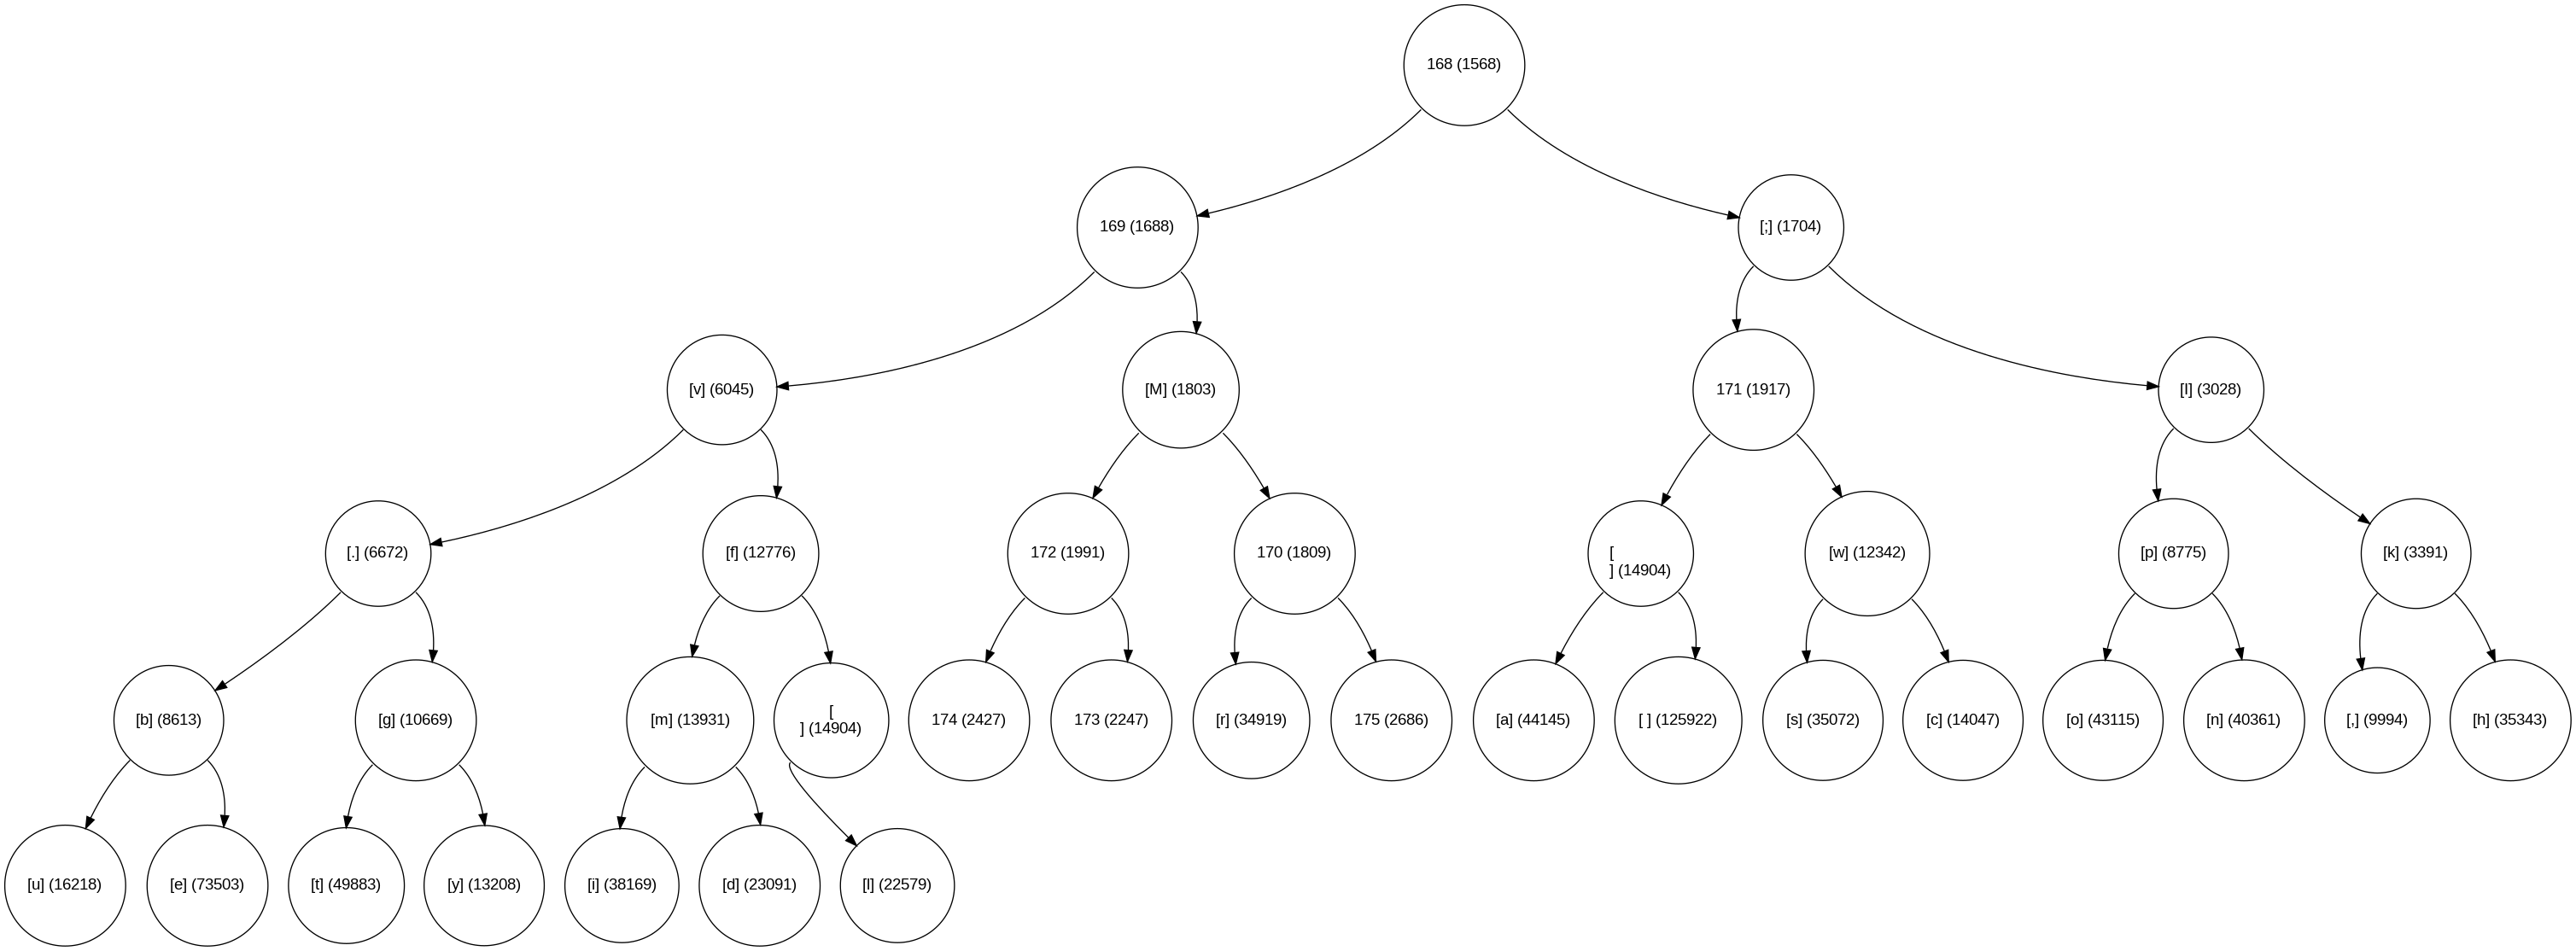 168 (1568)
169 (1688)
[;] (1704)
[v] (6045)
[M] (1803)
171 (1917)
[I] (3028)
[.] (6672)
[f] (12776)
172 (1991)
170 (1809)
[
] (14904)
[w] (12342)
[p] (8775)
[k] (3391)
[b] (8613)
[g] (10669)
[m] (13931)
[
] (14904)
174 (2427)
173 (2247)
[r] (34919)
175 (2686)
[a] (44145)
[ ] (125922)
[s] (35072)
[c] (14047)
[o] (43115)
[n] (40361)
[,] (9994)
[h] (35343)
[u] (16218)
[e] (73503)
[t] (49883)
[y] (13208)
[i] (38169)
[d] (23091)
[l] (22579)